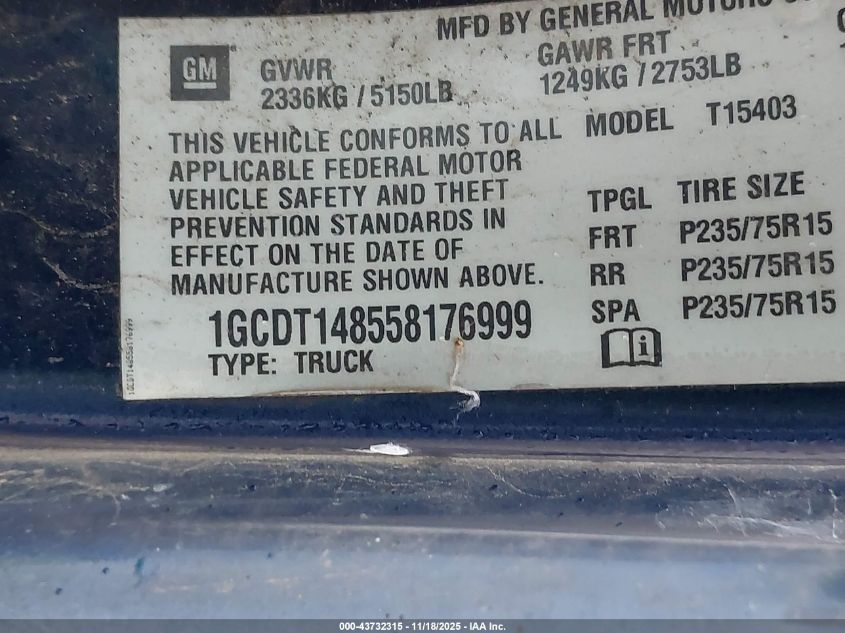 MFD BY GENERAL MOTORS
GM
GVWR
2336KG / 5150LB
GAWR FRT
1249KG / 2753LB
THIS VEHICLE CONFORMS TO ALL
APPLICABLE FEDERAL MOTOR
VEHICLE SAFETY AND THEFT
PREVENTION STANDARDS IN
EFFECT ON THE DATE OF
MANUFACTURE SHOWN ABOVE.
MODEL T15403
TPGL TIRE SIZE
FRT P235/75R15
RR P235/75R15
SPA P235/75R15
1GCDT148558176999
TYPE: TRUCK
i
1GCDT148558176999
000-43732315 - 11/18/2025 - IAA Inc.